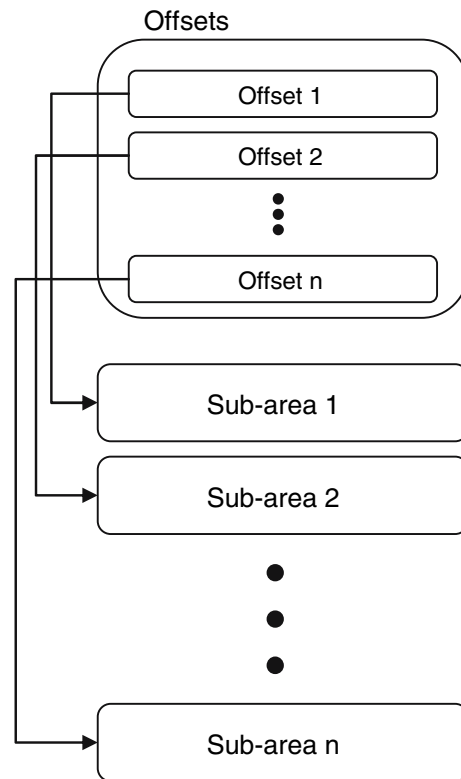 Offsets
Offset 1
Offset 2
Offset n
Sub-area 1
Sub-area 2
Sub-area n